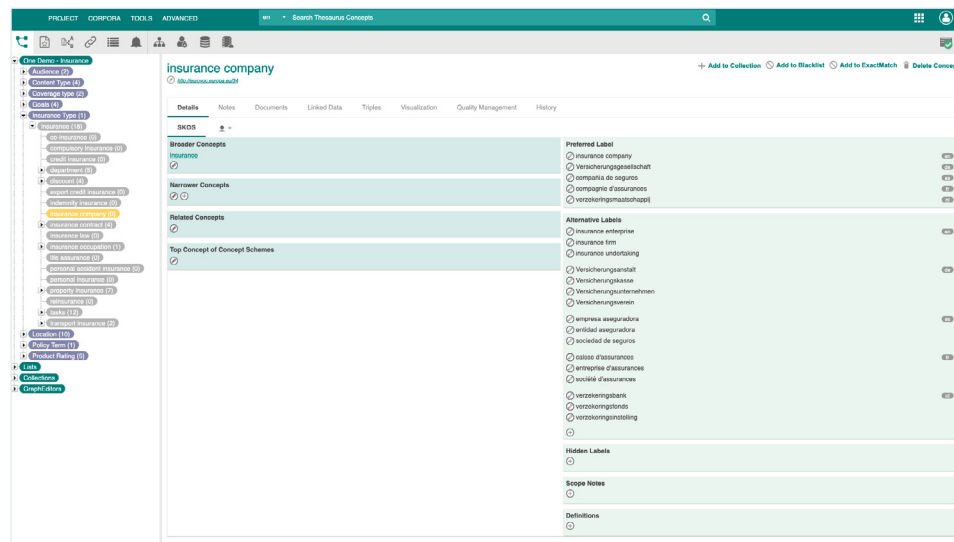 PROJECT CORPORA TOOLS ADVANCED
en Search Thesaurus Concepts
One Demo - Insurance
Audience (7)
Content Type (4)
Coverage type (2)
Goals (4)
Insurance Type (1)
insurance (18)
co insurance (0)
compulsory insurance (0)
credit insurance (0)
department (5)
discount (4)
export credit insurance (0)
indemnity insurance (0)
insurance company (0)
insurance contract (4)
insurance law (0)
insurance occupation (1)
life assurance (0)
personal accident insurance (0)
personal insurance (0)
property insurance (7)
reinsurance (0)
tasks (12)
transport insurance (2)
Location (10)
Policy Term (1)
Product Rating (5)
Lists
Collections
GraphEditors
insurance company
Add to Collection Add to Blacklist Add to ExactMatch Delete Concep
Details Notes Documents Linked Data Triples Visualization Quality Management History
SKOS
Broader Concepts
insurance
Narrower Concepts
Related Concepts
Top Concept of Concept Schemes
Preferred Label
insurance company en
Versicherungsgesellschaft de
compañía de seguros es
compagnie d'assurances fr
verzekeringsmaatschappij nl
Alternative Labels
insurance enterprise en
insurance firm
insurance undertaking
Versicherungsanstalt de
Versicherungskasse
Versicherungsunternehmen
Versicherungsverein
empresa aseguradora es
entidad aseguradora
sociedad de seguros
caisse d'assurances fr
entreprise d'assurances
société d'assurances
verzekeringsbank nl
verzekeringsfonds
verzekeringsinstelling
Hidden Labels
Scope Notes
Definitions